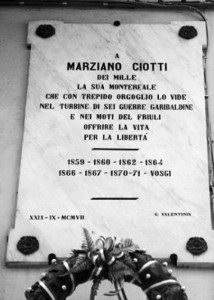 A
MARZIANO CIOTTI
DEI MILLE
LA SUA MONTEREALE
CHE CON TREPIDO ORGOGLIO LO VIDE
NEL TURBINE DI SEI GUERRE GARIBALDINE
E NEI MOTI DEL FRIULI
OFFRIRE LA VITA
PER LA LIBERTA'
1859 - 1860 - 1862 - 1864
1866 - 1867 - 1870-71 - VOSGI
XXIX - IX - MCMVII
G. VALENTINIS